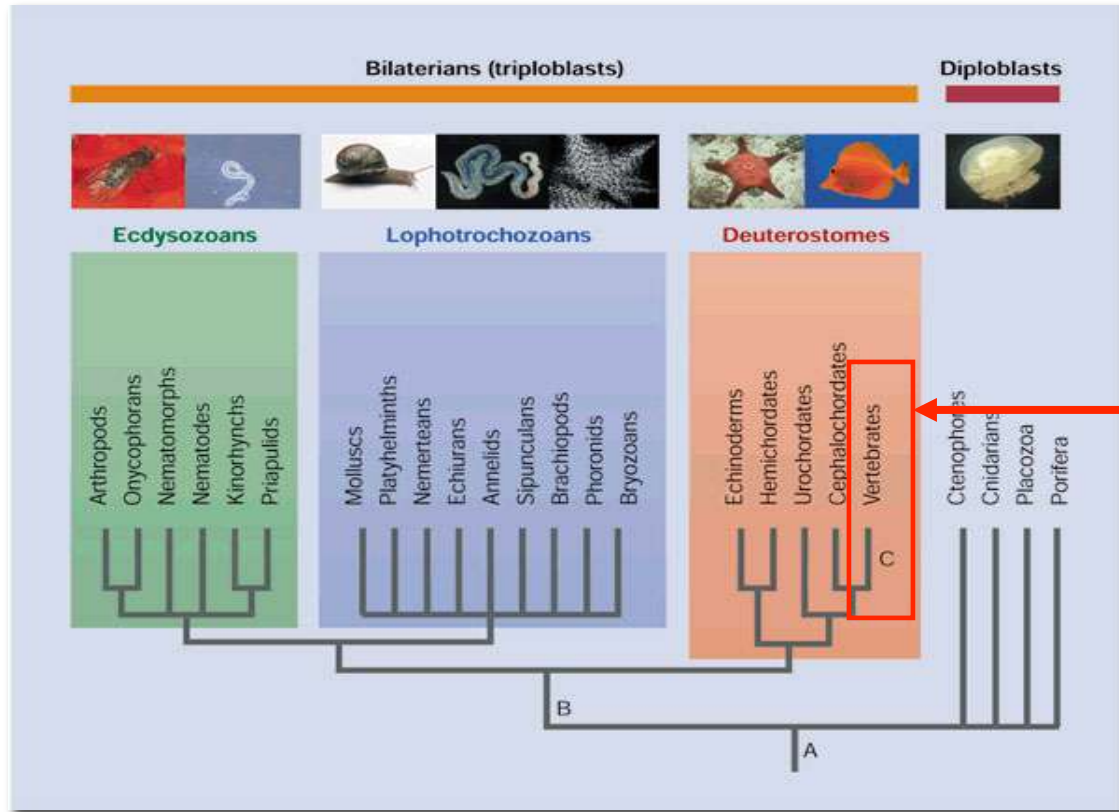 Bilaterians (triploblasts)
Diploblasts
Ecdysozoans
Lophotrochozoans
Deuterostomes
Arthropods
Onycophorans
Nematomorphs
Nematodes
Kinorhynchs
Priapulids
Molluscs
Platyhelminths
Nemerteans
Echiurans
Annelids
Sipunculans
Brachiopods
Phoronids
Bryozoans
Echinoderms
Hemichordates
Urochordates
Cephalochordates
Vertebrates
Ctenophores
Cnidarians
Placozoa
Porifera
C
B
A